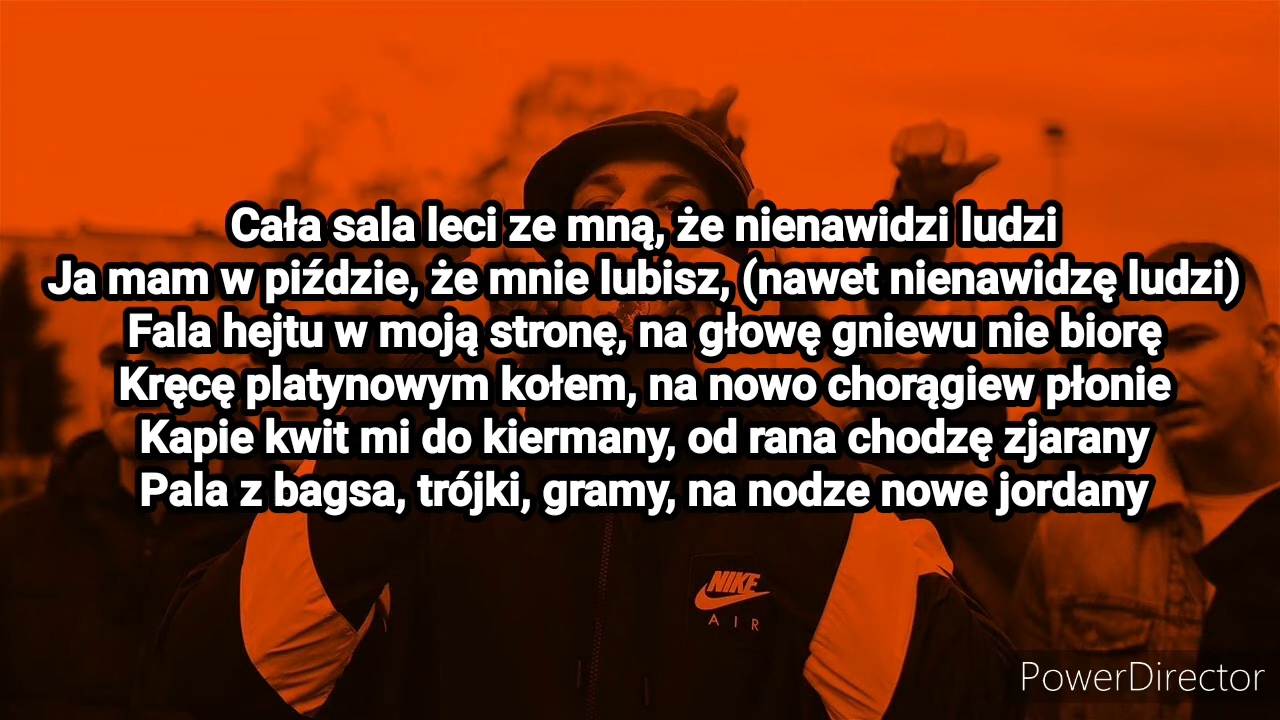 Cała sala leci ze mną, że nienawidzi ludzi
Ja mam w piździe, że mnie lubisz, (nawet nienawidzę ludzi)
Fala hejtu w moją stronę, na głowę gniewu nie biorę
Kręcę platynowym kołem, na nowo chorągiew płonie
Kapie kwit mi do kiermany, od rana chodzę zjarany
Pala z bagsa, trójki, gramy, na nodze nowe jordany
NIKE
AIR
PowerDirector